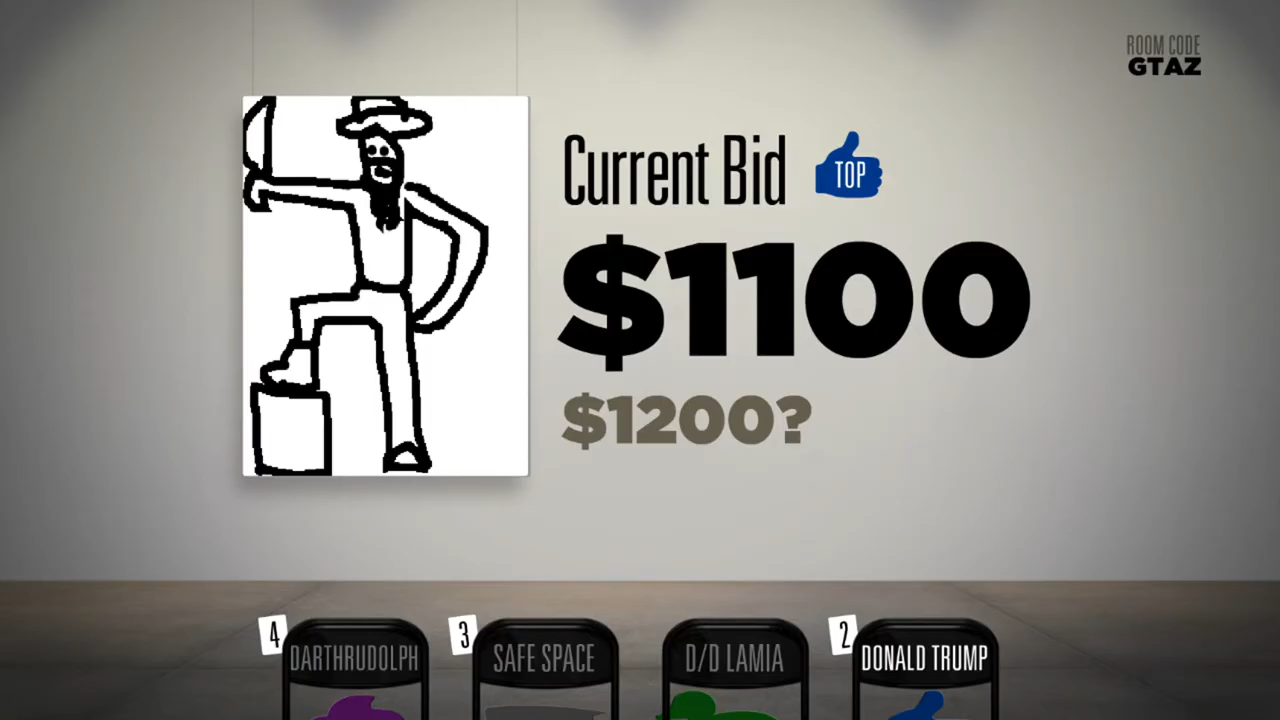 ROOM CODE
GTAZ
Current Bid
TOP
$1100
$1200?
4
DARTHRUDOLPH
3
SAFE SPACE
D/D LAMIA
2
DONALD TRUMP